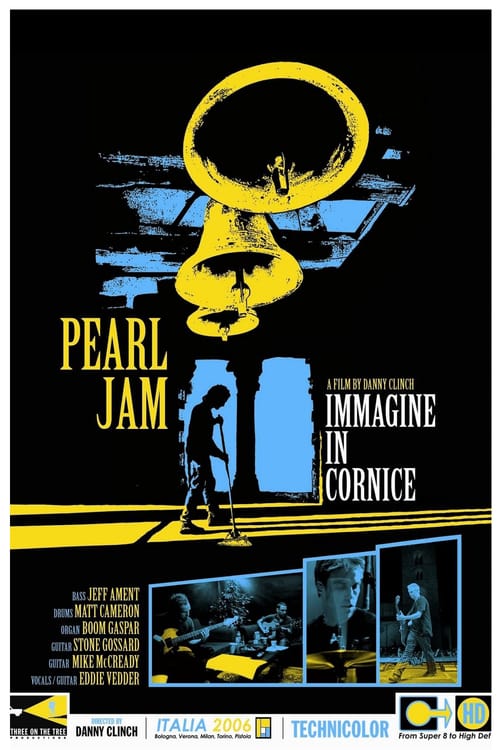 PEARL
JAM
A FILM BY DANNY CLINCH
IMMAGINE
IN
CORNICE
BASS JEFF AMENT
DRUMS MATT CAMERON
ORGAN BOOM GASPAR
GUITAR STONE GOSSARD
GUITAR MIKE McCREADY
VOCALS / GUITAR EDDIE VEDDER
THREE ON THE TREE
PRODUCTIONS
DIRECTED BY
DANNY CLINCH
ITALIA 2006
Bologna, Verona, Milan, Torino, Pistoia
TECHNICOLOR
HD
From Super 8 to High Def